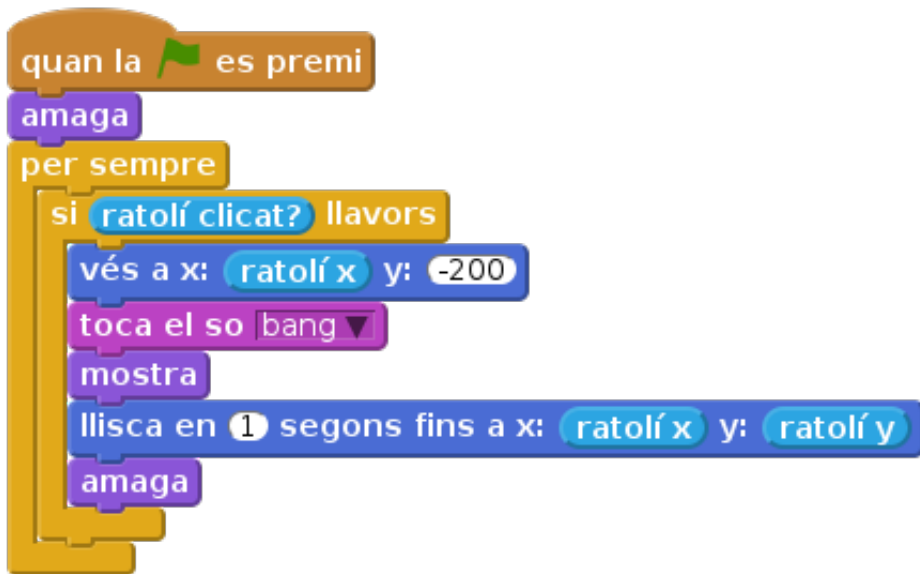 quan la es premi
amaga
per sempre
si ratolí clicat? llavors
vés a x: ratolí x y: -200
toca el so bang
mostra
llisca en 1 segons fins a x: ratolí x y: ratolí y
amaga